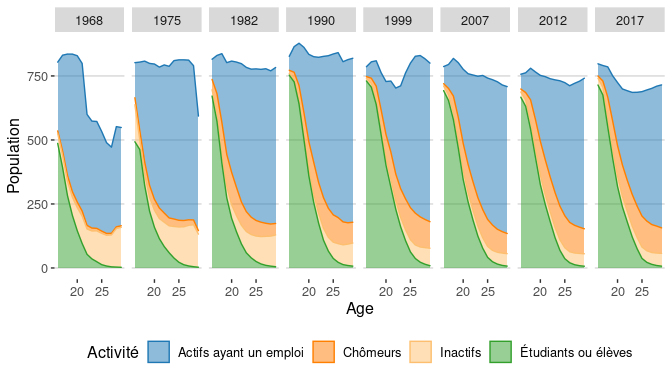 1968 1975 1982 1990 1999 2007 2012 2017
Population
750
500
250
0
20 25 20 25 20 25 20 25 20 25 20 25 20 25 20 25
Age
Activité Actifs ayant un emploi Chômeurs Inactifs Étudiants ou élèves